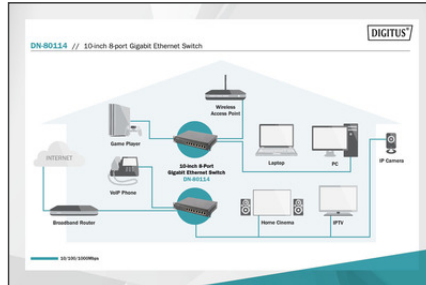 DIGITUS®
DN-80114 // 10-inch 8-port Gigabit Ethernet Switch
Wireless
Access Point
Game Player
Laptop
PC
IP Camera
INTERNET
10-inch 8-Port
Gigabit Ethernet Switch
DN-80114
VoIP Phone
Broadband Router
Home Cinema
IPTV
10/100/1000Mbps